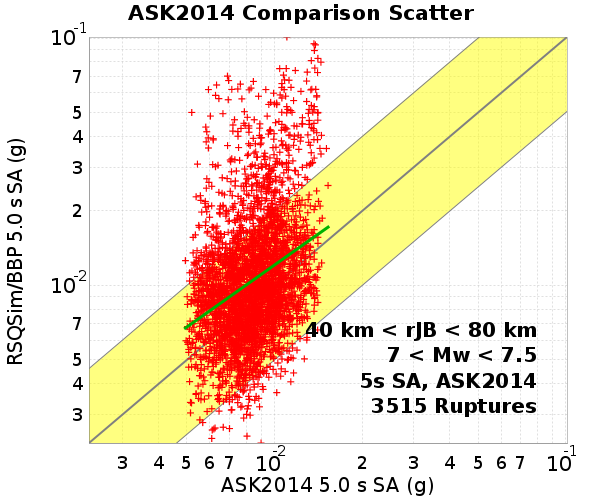 ASK2014 Comparison Scatter
RSQSim/BBP 5.0 s SA (g)
10-1
7
5
4
3
2
10-2
7
5
4
3
40 km < rJB < 80 km
7 < Mw < 7.5
5s SA, ASK2014
3515 Ruptures
3 4 5 6 7 10-2 2 3 4 5 6 7 10-1
ASK2014 5.0 s SA (g)